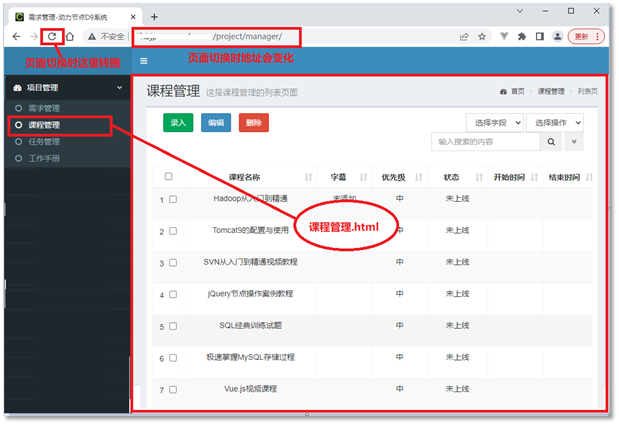 需求管理-动力节点D9系统
不安全
/project/manager/
更新
页面切换时这里转圈
页面切换时地址会变化
项目管理
需求管理
课程管理
任务管理
工作手册
课程管理 这是课程管理的列表页面
首页 > 课程管理 > 列表页
录入 编辑 删除
选择字段 选择操作
输入搜索的内容
课程名称 字幕 优先级 状态 开始时间 结束时间
1 Hadoop从入门到精通 未添加 中 未上线
2 Tomcat9的配置与使用 中 未上线
课程管理.html
3 SVN从入门到精通视频教程 中 未上线
4 jQuery节点操作案例教程 中 未上线
5 SQL经典训练试题 中 未上线
6 极速掌握MySQL存储过程 中 未上线
7 Vue.js视频课程 中 未上线